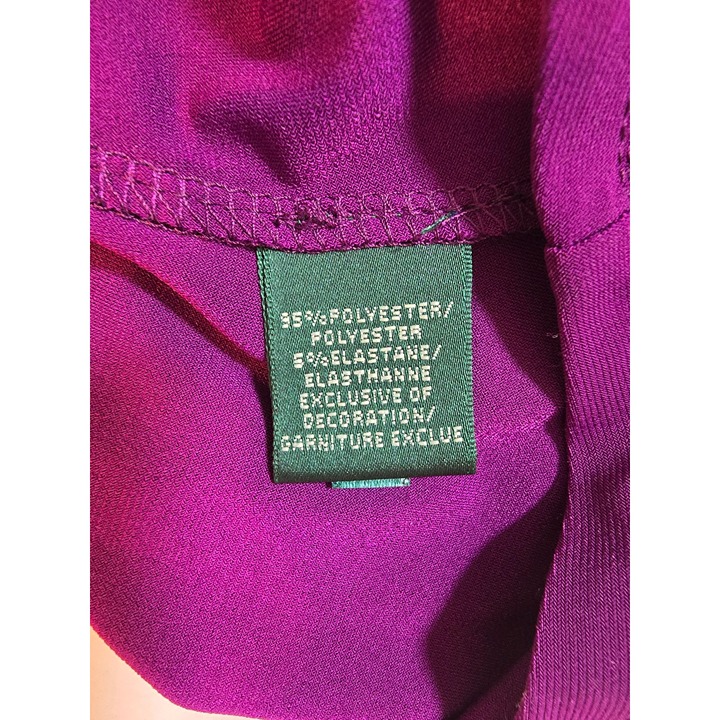 95%POLYESTER/
POLYESTER
5%ELASTANE/
ELASTHANNE
EXCLUSIVE OF
DECORATION/
GARNITURE EXCLUE